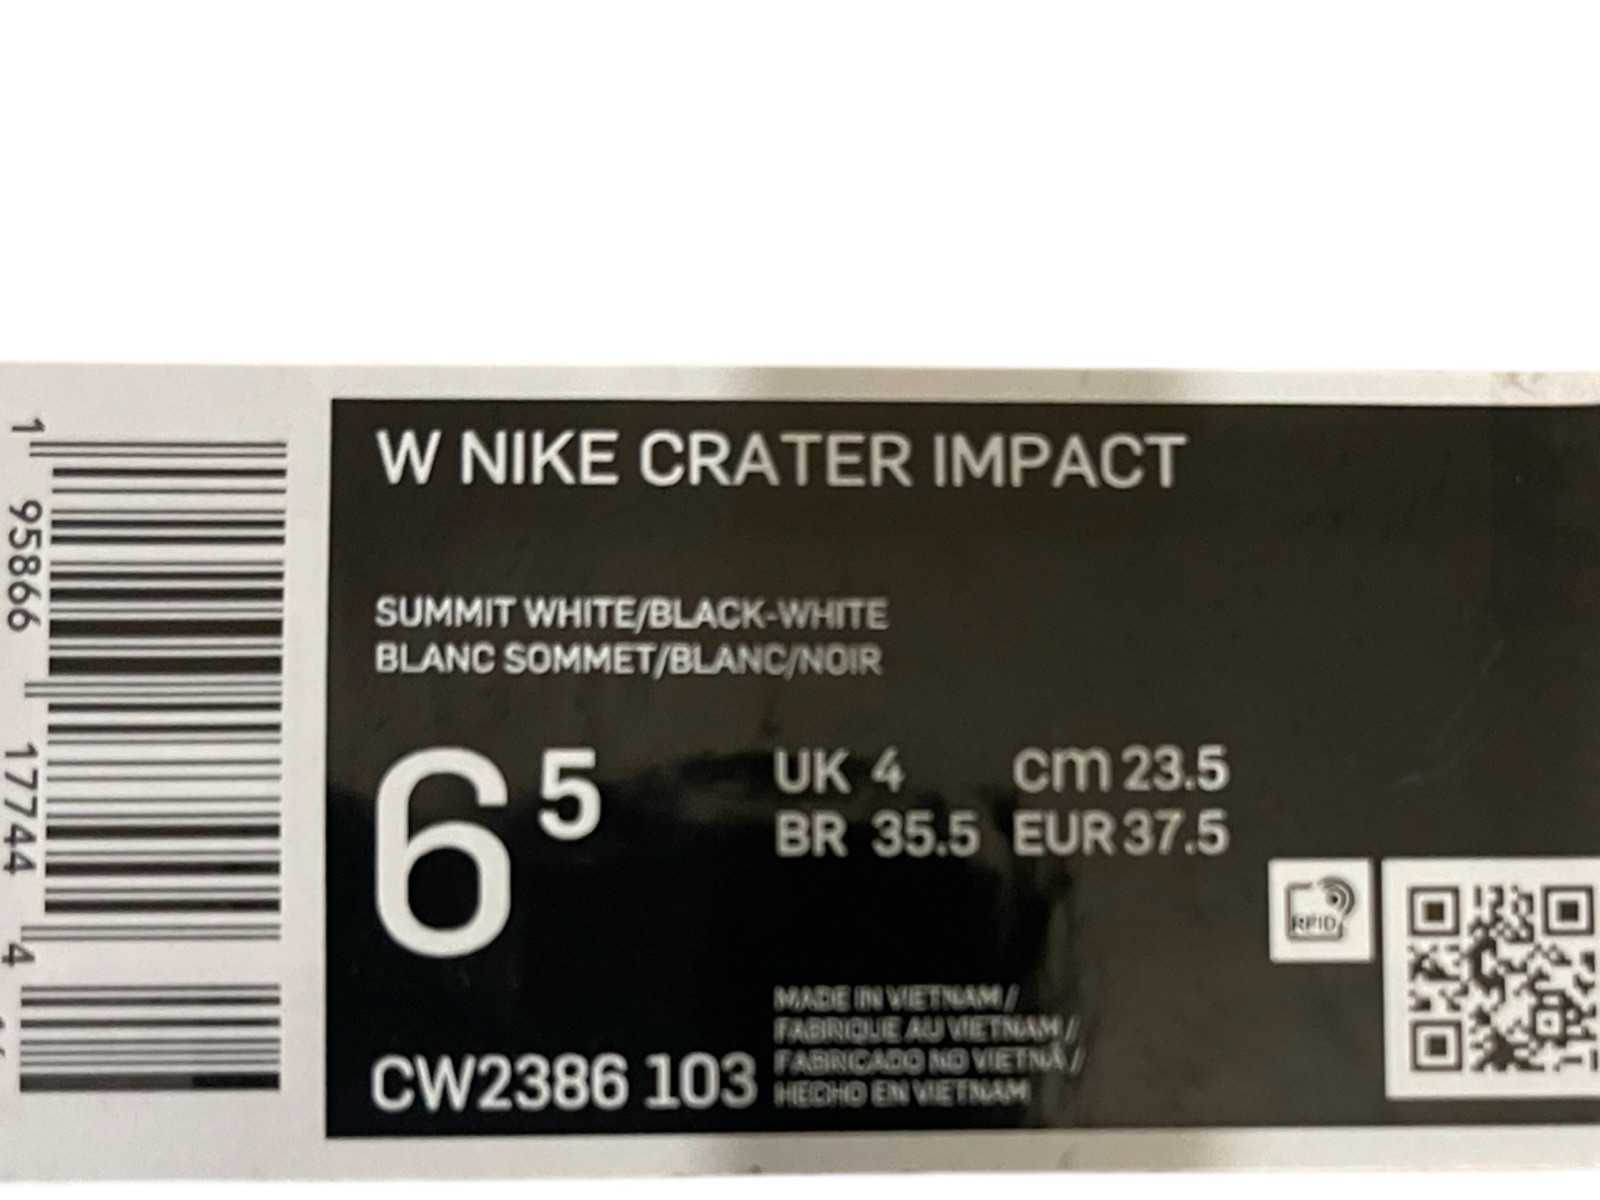 W NIKE CRATER IMPACT
SUMMIT WHITE/BLACK-WHITE
BLANC SOMMET/BLANC/NOIR
6 5
UK 4 cm 23.5
BR 35.5 EUR 37.5
RFID
CW2386 103
MADE IN VIETNAM /
FABRIQUE AU VIETNAM /
FABRICADO NO VIETNÃ /
HECHO EN VIETNAM
1 95866 17744 4